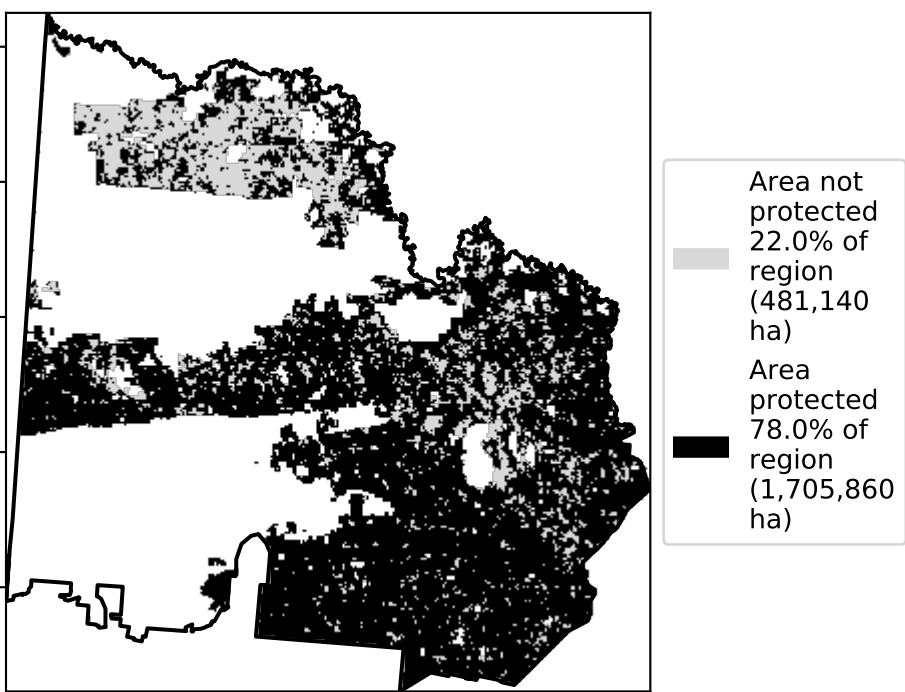 Area not
protected
22.0% of
region
(481,140
ha)
Area
protected
78.0% of
region
(1,705,860
ha)